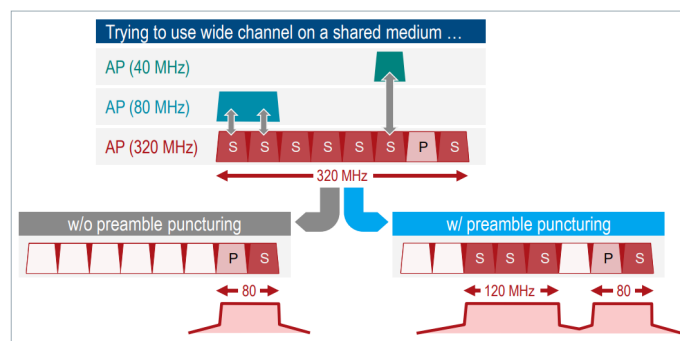 Trying to use wide channel on a shared medium ...
AP (40 MHz)
AP (80 MHz)
AP (320 MHz) S S S S S S P S
320 MHz
w/o preamble puncturing
w/ preamble puncturing
P S
S S S P S
80
120 MHz 80